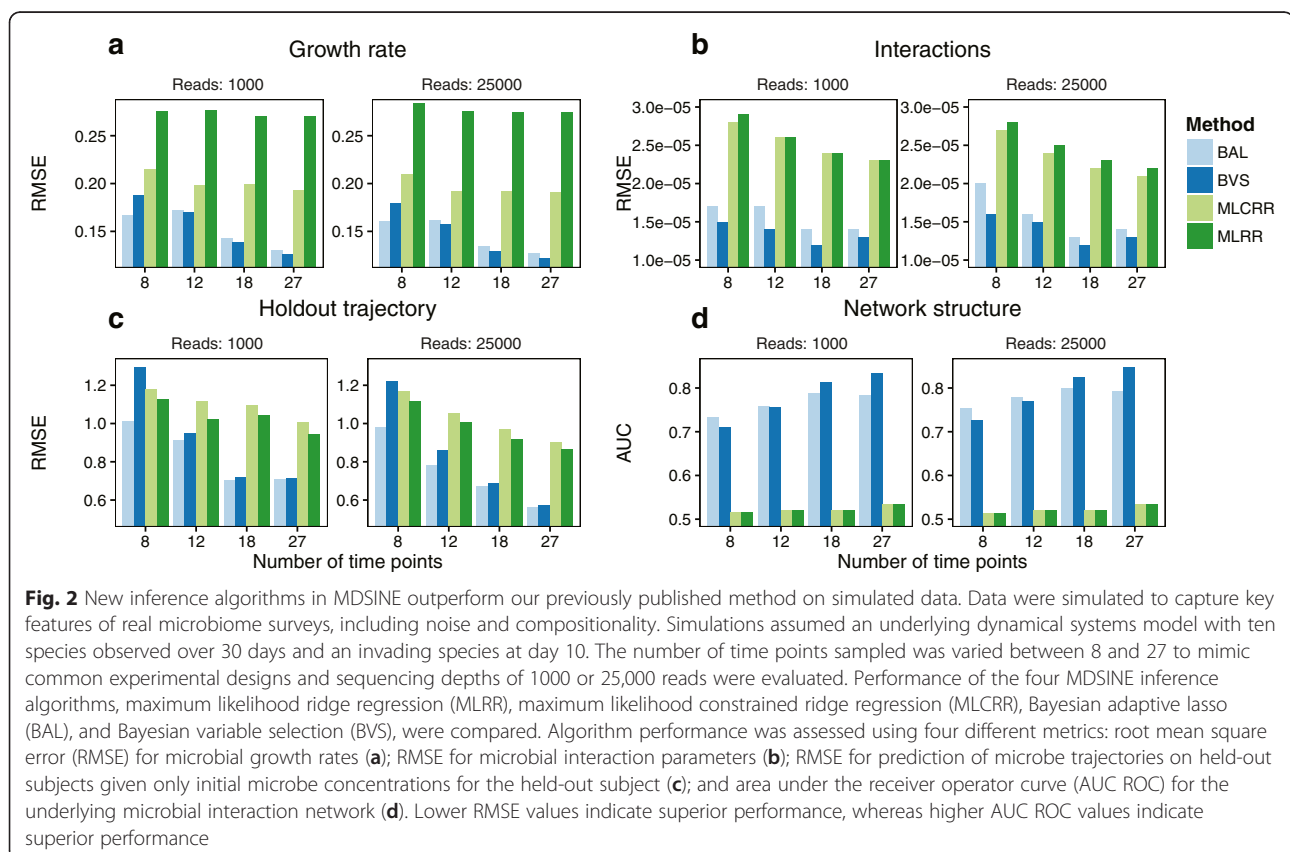 a
Growth rate
Reads: 1000
Reads: 25000
RMSE
0.25
0.20
0.15
0.25
0.20
0.15
8
12
18
27
8
12
18
27
b
Interactions
Reads: 1000
Reads: 25000
RMSE
3.0e−05
2.5e−05
2.0e−05
1.5e−05
1.0e−05
3.0e−05
2.5e−05
2.0e−05
1.5e−05
1.0e−05
8
12
18
27
8
12
18
27
Method
BAL
BVS
MLCRR
MLRR
c
Holdout trajectory
Reads: 1000
Reads: 25000
RMSE
1.2
1.0
0.8
0.6
1.2
1.0
0.8
0.6
8
12
18
27
8
12
18
27
Number of time points
d
Network structure
Reads: 1000
Reads: 25000
AUC
0.8
0.7
0.6
0.5
0.8
0.7
0.6
0.5
8
12
18
27
8
12
18
27
Number of time points
Fig. 2 New inference algorithms in MDSINE outperform our previously published method on simulated data. Data were simulated to capture key
features of real microbiome surveys, including noise and compositionality. Simulations assumed an underlying dynamical systems model with ten
species observed over 30 days and an invading species at day 10. The number of time points sampled was varied between 8 and 27 to mimic
common experimental designs and sequencing depths of 1000 or 25,000 reads were evaluated. Performance of the four MDSINE inference
algorithms, maximum likelihood ridge regression (MLRR), maximum likelihood constrained ridge regression (MLCRR), Bayesian adaptive lasso
(BAL), and Bayesian variable selection (BVS), were compared. Algorithm performance was assessed using four different metrics: root mean square
error (RMSE) for microbial growth rates (a); RMSE for microbial interaction parameters (b); RMSE for prediction of microbe trajectories on held-out
subjects given only initial microbe concentrations for the held-out subject (c); and area under the receiver operator curve (AUC ROC) for the
underlying microbial interaction network (d). Lower RMSE values indicate superior performance, whereas higher AUC ROC values indicate
superior performance